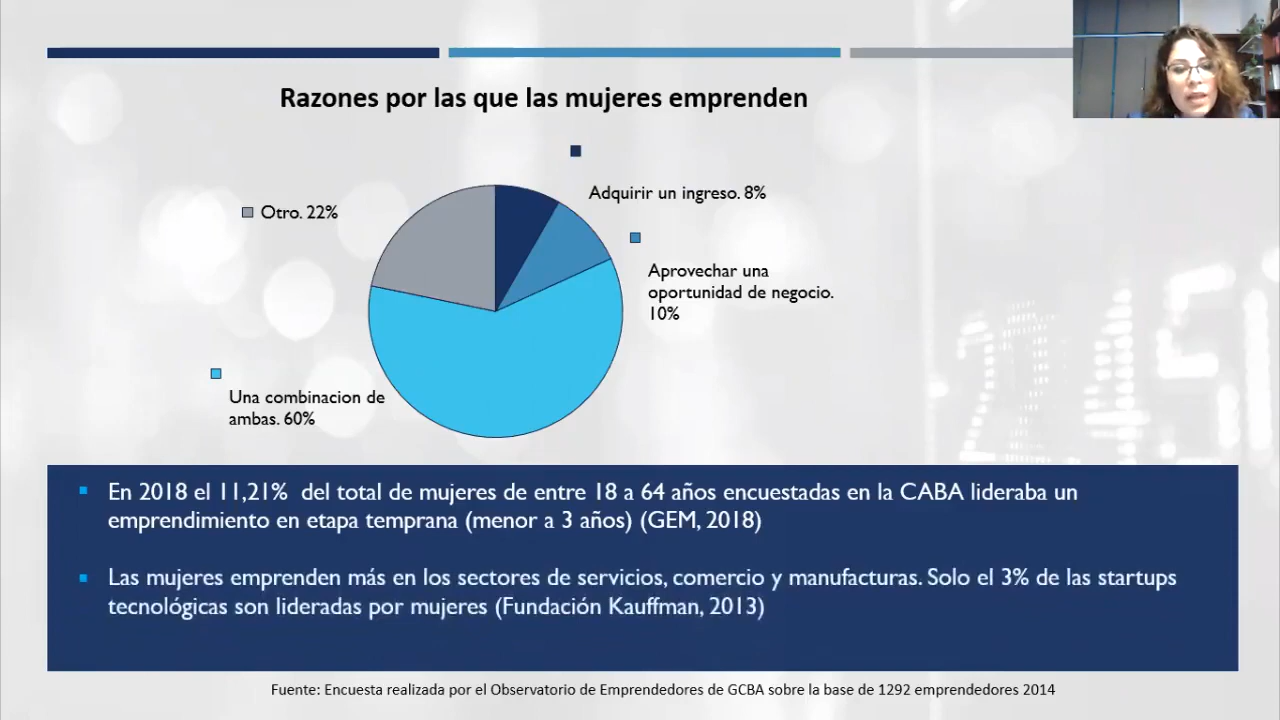 Razones por las que las mujeres emprenden
Adquirir un ingreso. 8%
Otro. 22%
Aprovechar una
oportunidad de negocio.
10%
Una combinacion de
ambas. 60%
En 2018 el 11,21% del total de mujeres de entre 18 a 64 años encuestadas en la CABA lideraba un
emprendimiento en etapa temprana (menor a 3 años) (GEM, 2018)
Las mujeres emprenden más en los sectores de servicios, comercio y manufacturas. Solo el 3% de las startups
tecnológicas son lideradas por mujeres (Fundación Kauffman, 2013)
Fuente: Encuesta realizada por el Observatorio de Emprendedores de GCBA sobre la base de 1292 emprendedores 2014